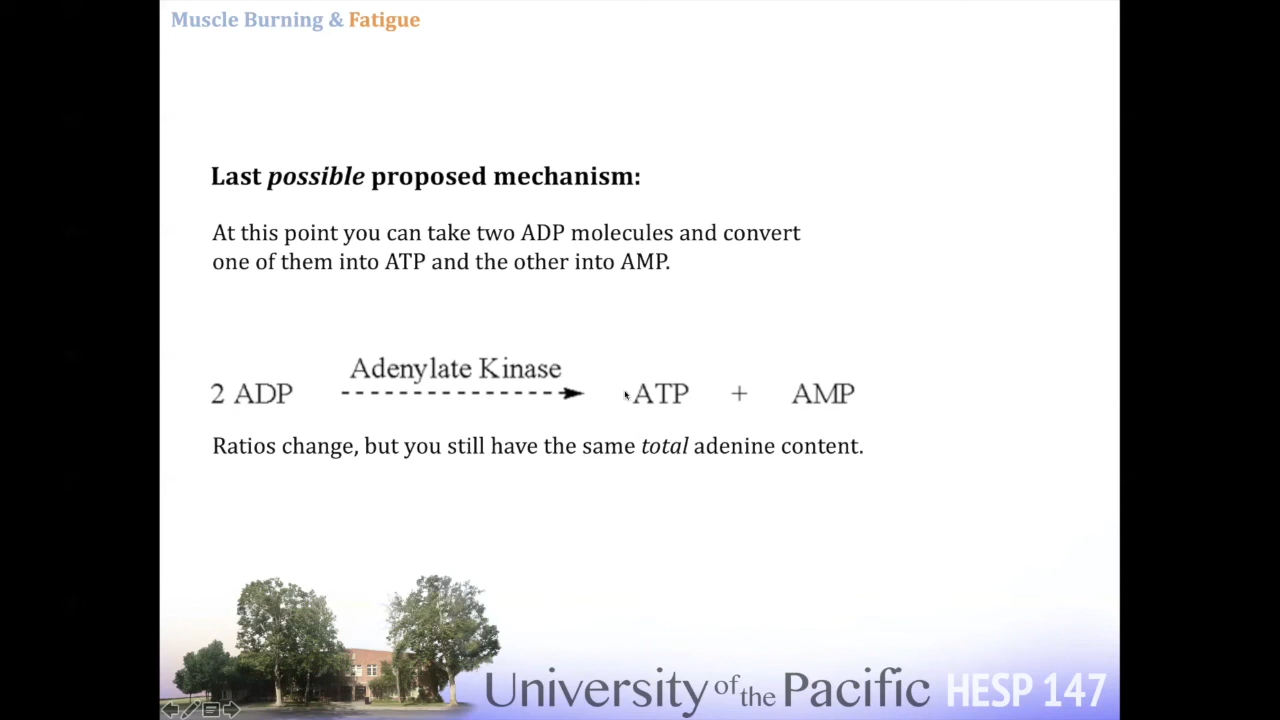 Muscle Burning & Fatigue
Last possible proposed mechanism:
At this point you can take two ADP molecules and convert
one of them into ATP and the other into AMP.
Adenylate Kinase
2 ADP ATP + AMP
Ratios change, but you still have the same total adenine content.
University of the Pacific HESP 147